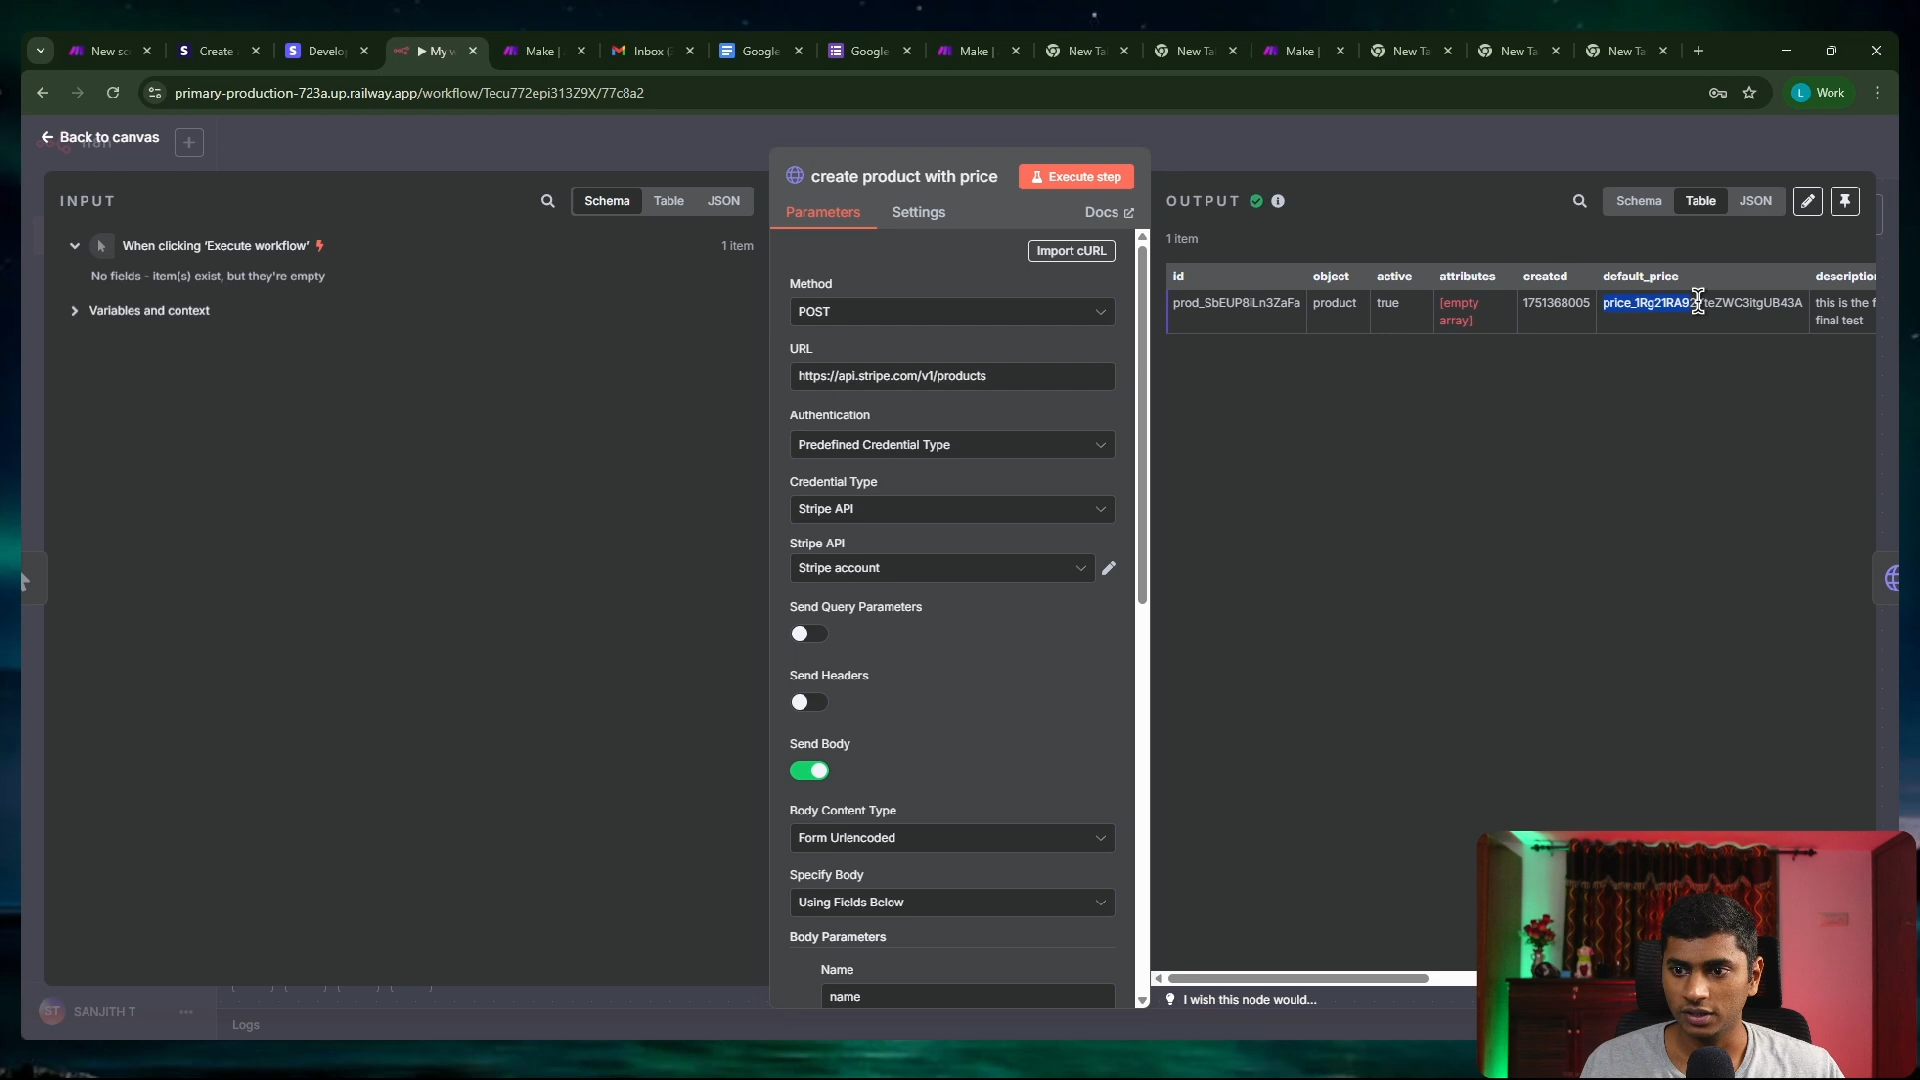 New sc
Create
Develo
My w
Make |
Inbox (
Google
Google
Make |
New Ta
New Ta
Make |
New Ta
New Ta
New Ta
primary-production-723a.up.railway.app/workflow/Tecu772epi313Z9X/77c8a2
L Work
Back to canvas
INPUT
Schema
Table
JSON
When clicking ‘Execute workflow’
1 item
No fields - item(s) exist, but they're empty
Variables and context
create product with price
Execute step
Parameters
Settings
Docs
Import cURL
Method
POST
URL
https://api.stripe.com/v1/products
Authentication
Predefined Credential Type
Credential Type
Stripe API
Stripe API
Stripe account
Send Query Parameters
Send Headers
Send Body
Body Content Type
Form Urlencoded
Specify Body
Using Fields Below
Body Parameters
Name
name
OUTPUT
Schema
Table
JSON
1 item
id object active attributes created default_price description
product true [empty 1751368005 this is the f
array] final test
I wish this node would...
ST SANJITH T
Logs